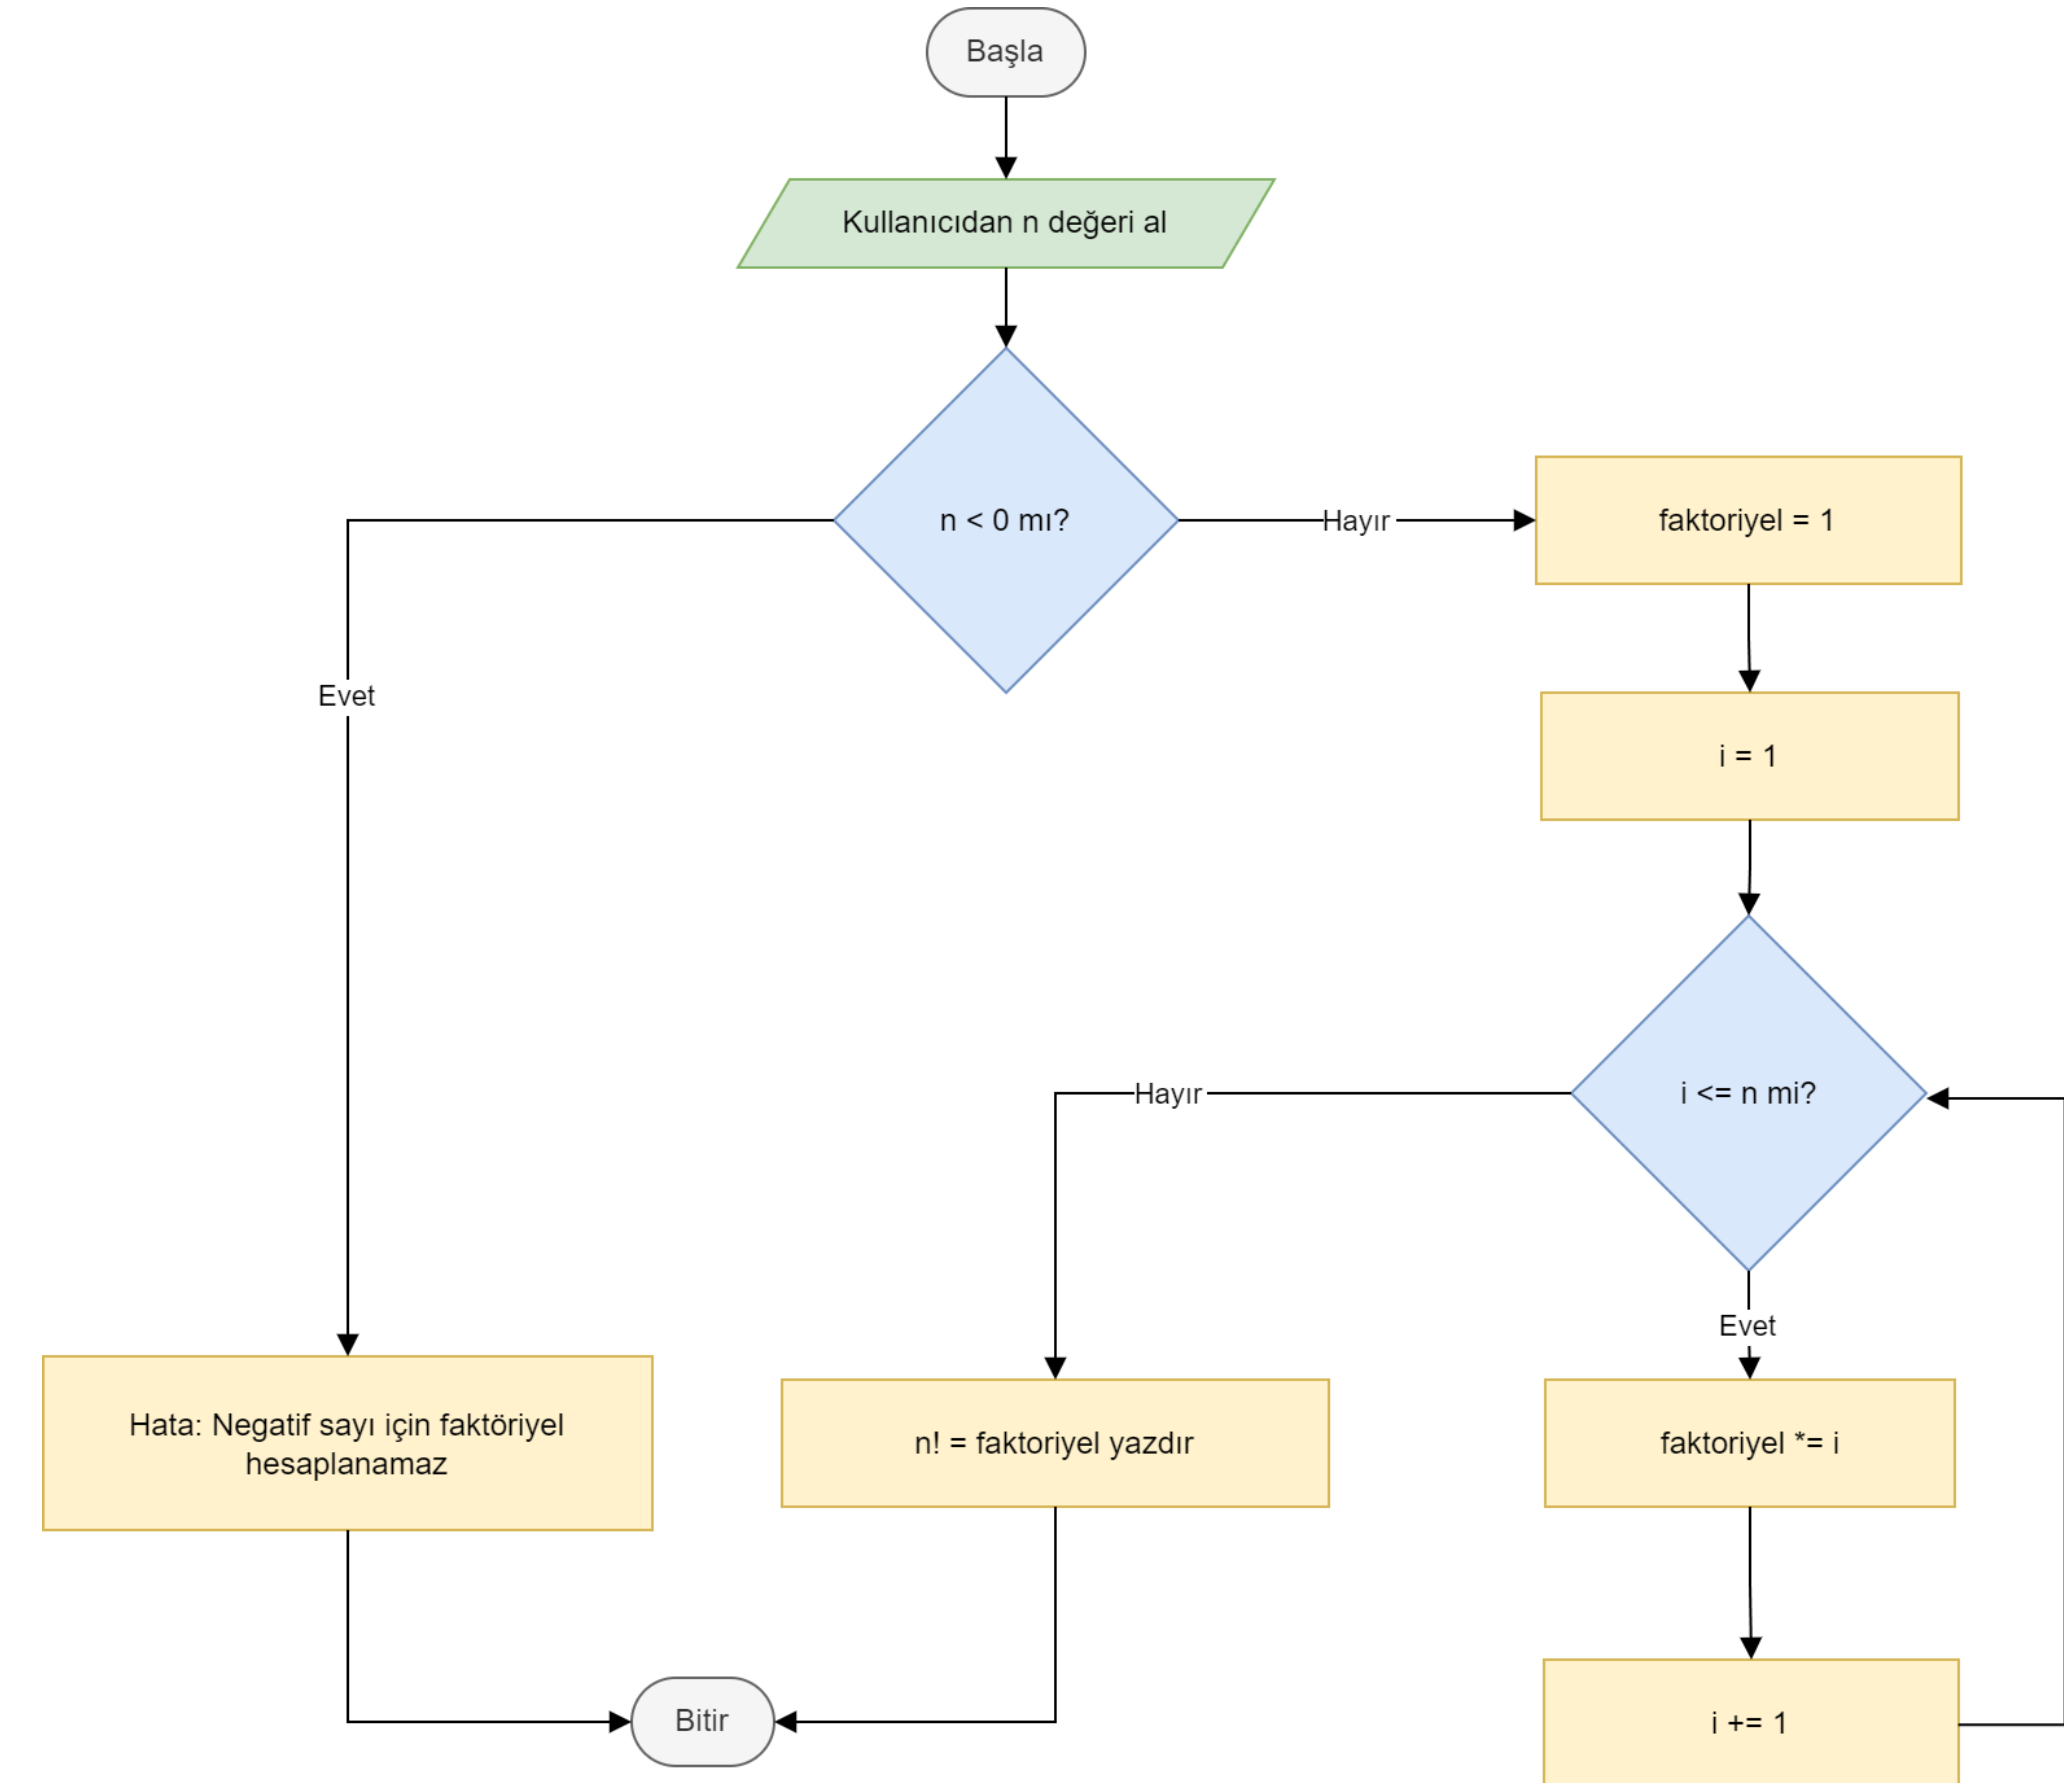 Başla
Kullanıcıdan n değeri al
n < 0 mı?
Hayır
faktoriyel = 1
Evet
i = 1
i <= n mi?
Hayır
Evet
Hata: Negatif sayı için faktöriyel
hesaplanamaz
n! = faktoriyel yazdır
faktoriyel *= i
Bitir
i += 1